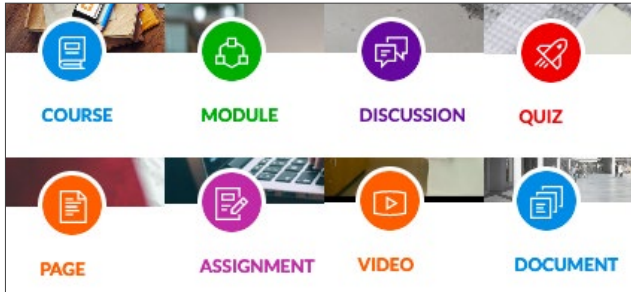 COURSE MODULE DISCUSSION QUIZ
PAGE ASSIGNMENT VIDEO DOCUMENT